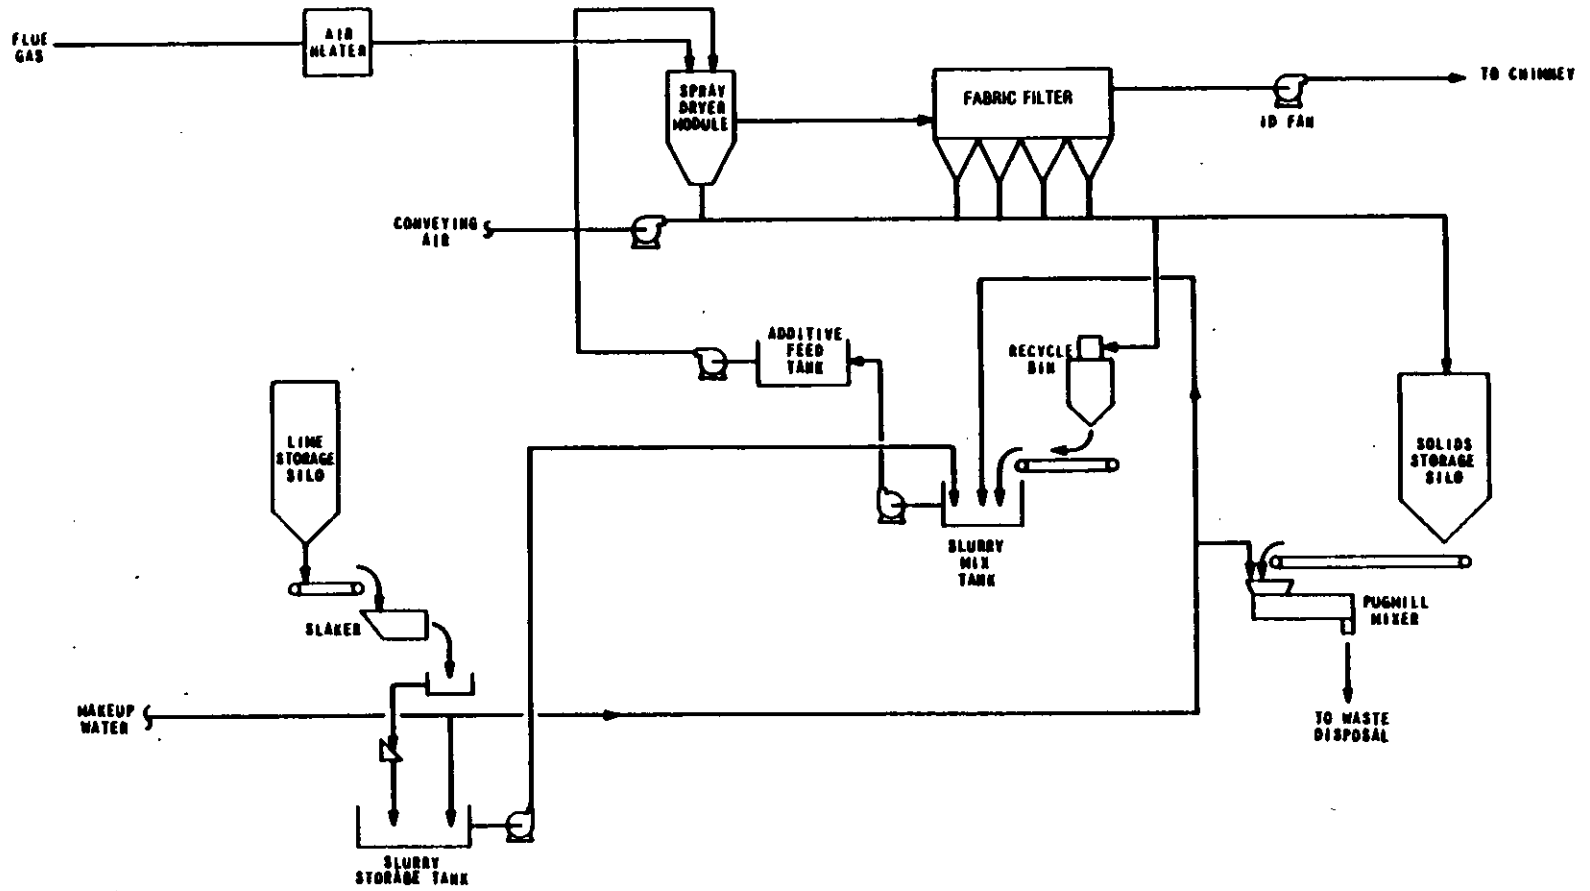 FLUE
GAS
AIR
HEATER
SPRAY
DRYER
MODULE
FABRIC FILTER
TO CHIMNEY
ID FAN
CONVEYING
AIR
ADDITIVE
FEED
TANK
RECYCLE
BIN
LIME
STORAGE
SILO
SOLIDS
STORAGE
SILO
SLURRY
MIX
TANK
SLAKER
PUGMILL
MIXER
MAKEUP
WATER
TO WASTE
DISPOSAL
SLURRY
STORAGE TANK